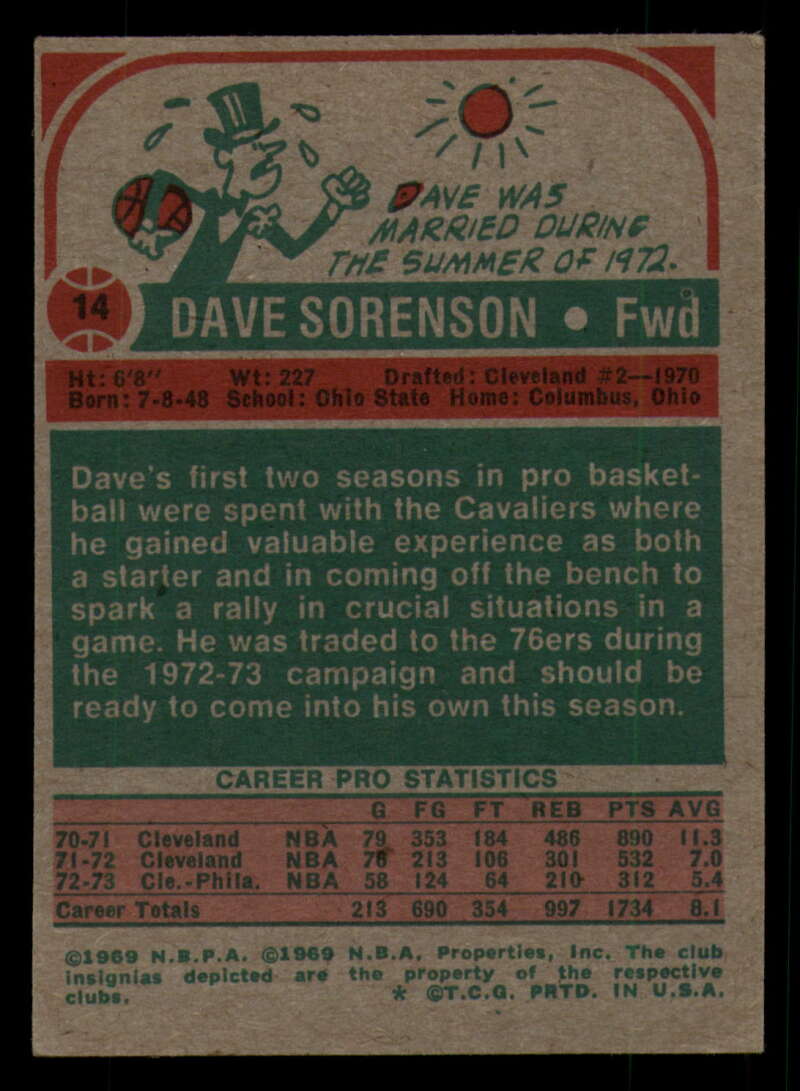 DAVE WAS
MARRIED DURING
THE SUMMER OF 1972.
14
DAVE SORENSON • Fwd
Ht: 6'8" Wt: 227 Drafted: Cleveland #2—1970
Born: 7-8-48 School: Ohio State Home: Columbus, Ohio
Dave's first two seasons in pro basket-
ball were spent with the Cavaliers where
he gained valuable experience as both
a starter and in coming off the bench to
spark a rally in crucial situations in a
game. He was traded to the 76ers during
the 1972-73 campaign and should be
ready to come into his own this season.
CAREER PRO STATISTICS
G FG FT REB PTS AVG
70-71 Cleveland NBA 79 353 184 486 890 11.3
71-72 Cleveland NBA 76 213 106 301 532 7.0
72-73 Cle.-Phila. NBA 58 124 64 210 312 5.4
Career Totals 213 690 354 997 1734 8.1
©1969 N.B.P.A. ©1969 N.B.A. Properties, Inc. The club
insignias depicted are the property of the respective
clubs. * ©T.C.G. PRTD. IN U.S.A.